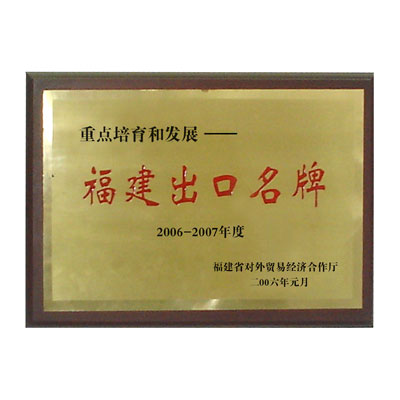 重点培育和发展——
福建出口名牌
2006-2007年度
福建省对外贸易经济合作厅
二00六年元月